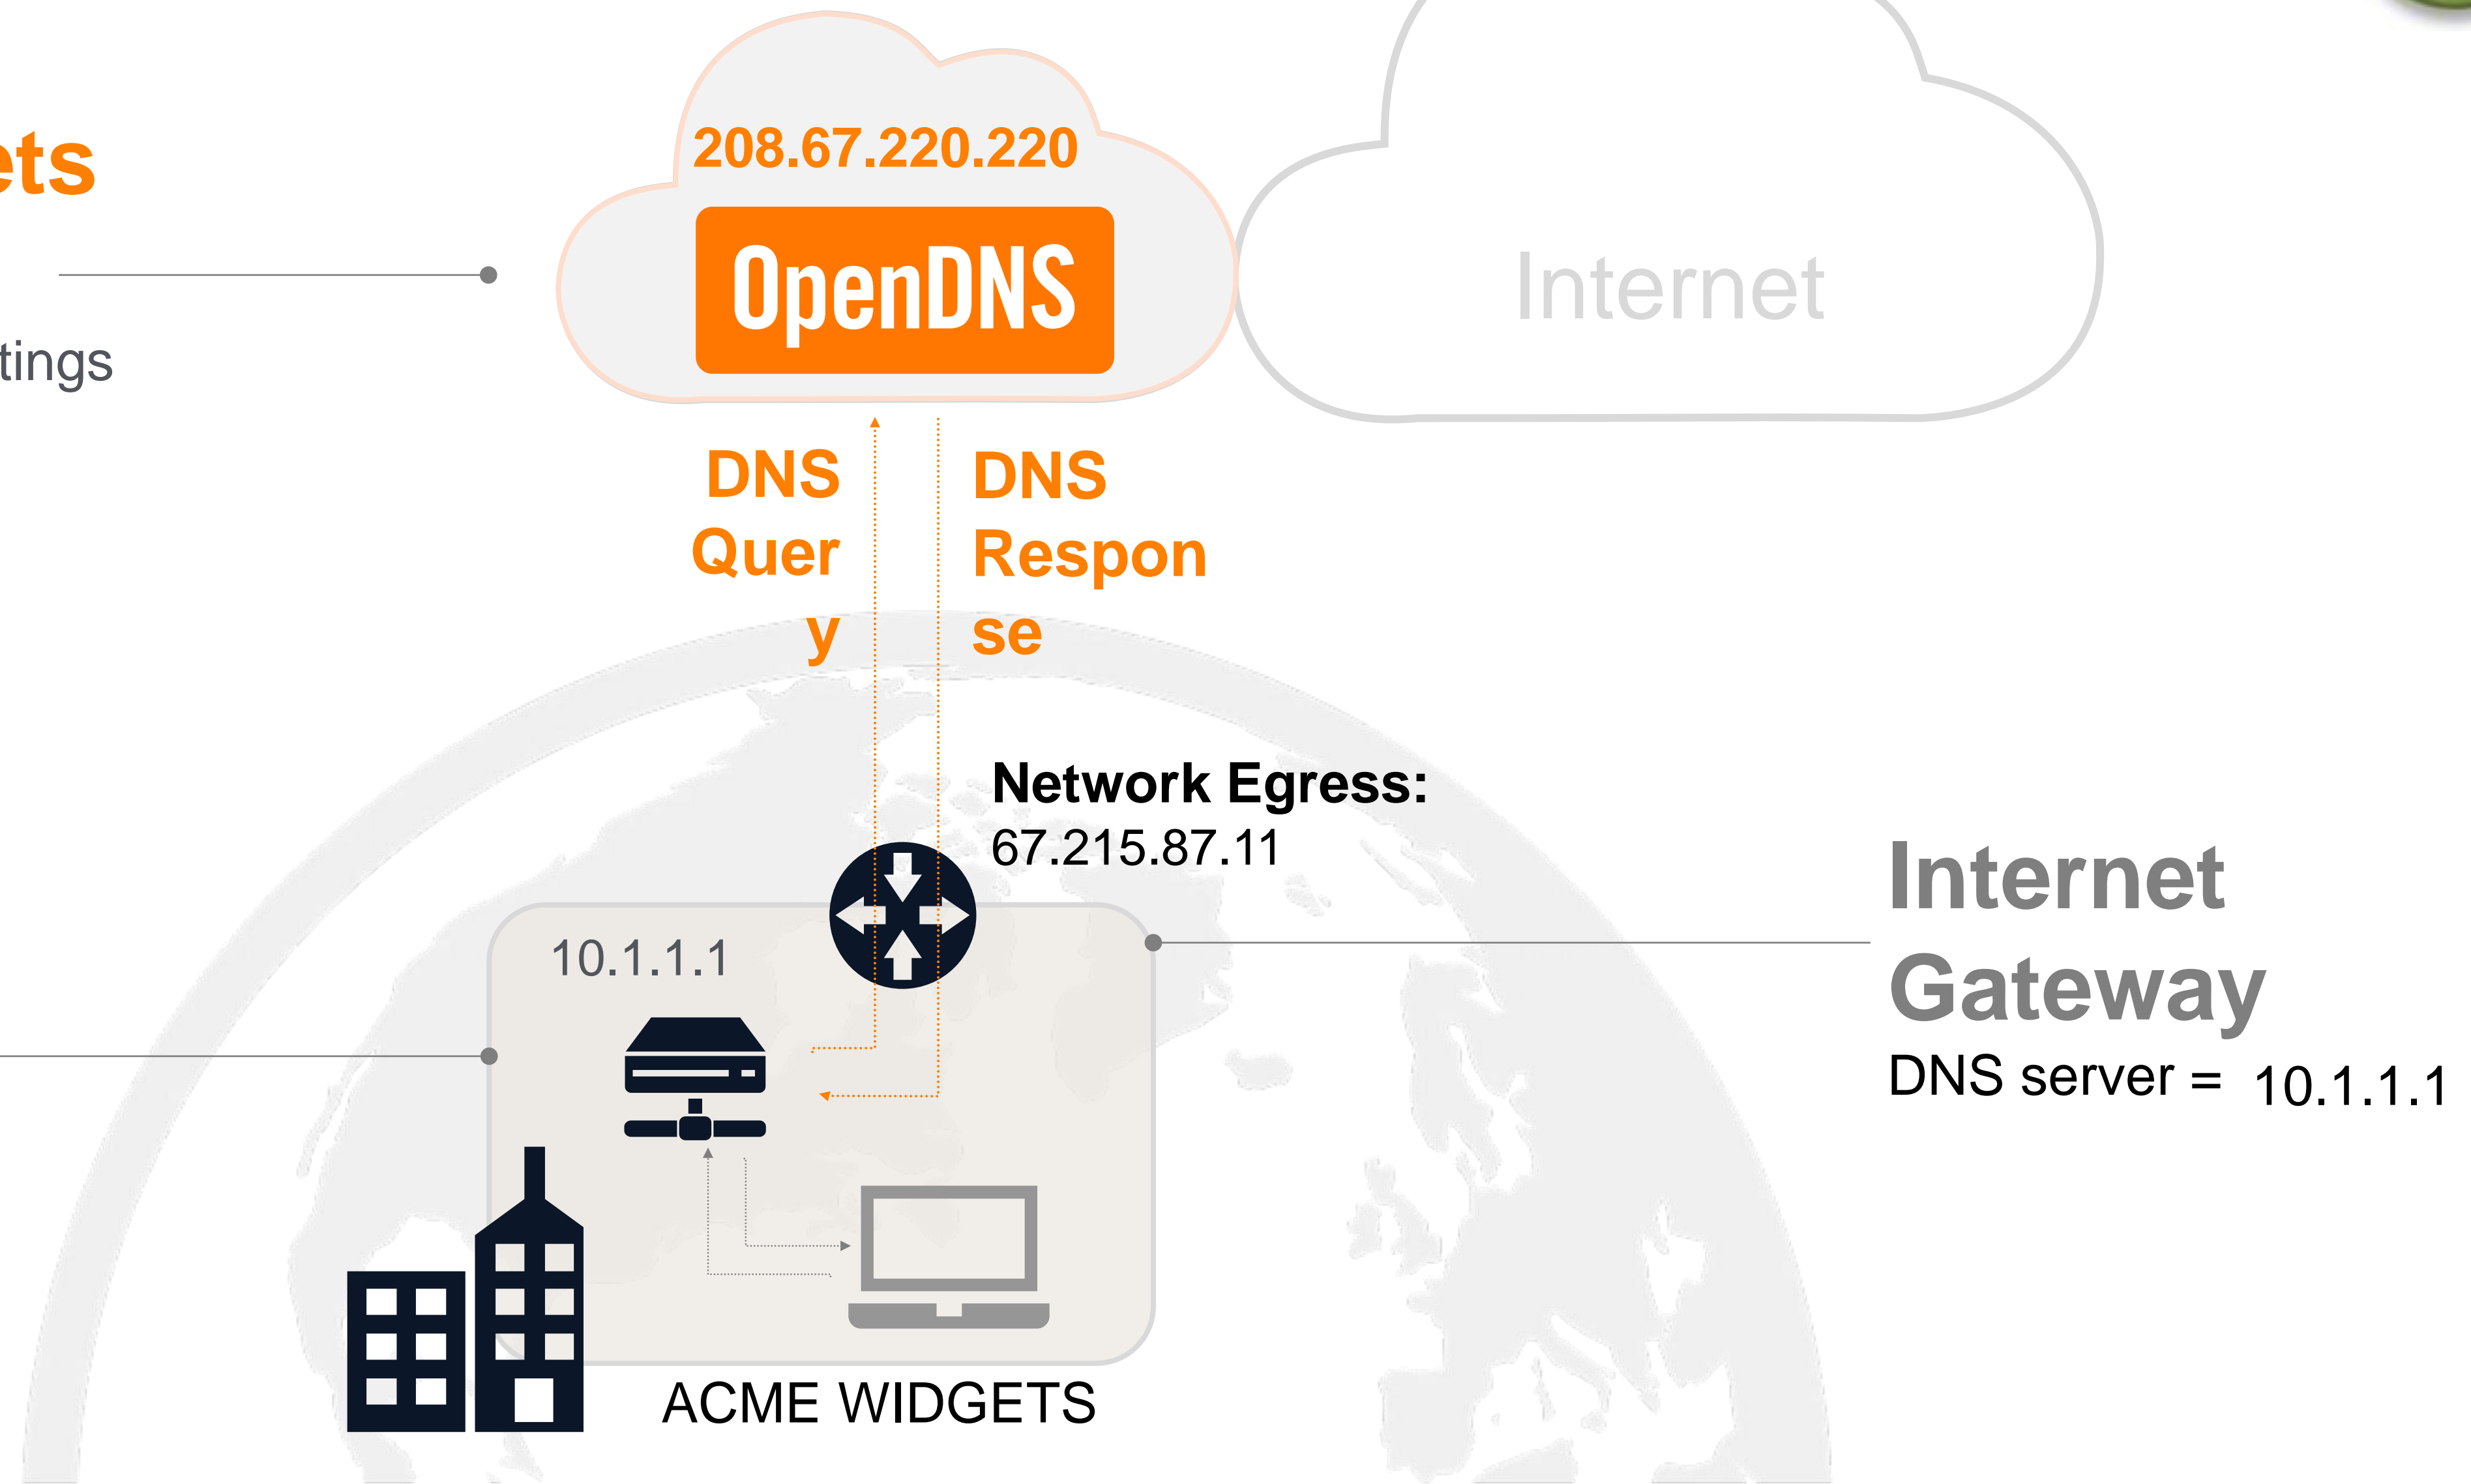 ets
tings
208.67.220.220
OpenDNS
Internet
DNS
Quer
y
DNS
Respon
se
Network Egress:
67.215.87.11
10.1.1.1
Internet
Gateway
DNS server = 10.1.1.1
ACME WIDGETS